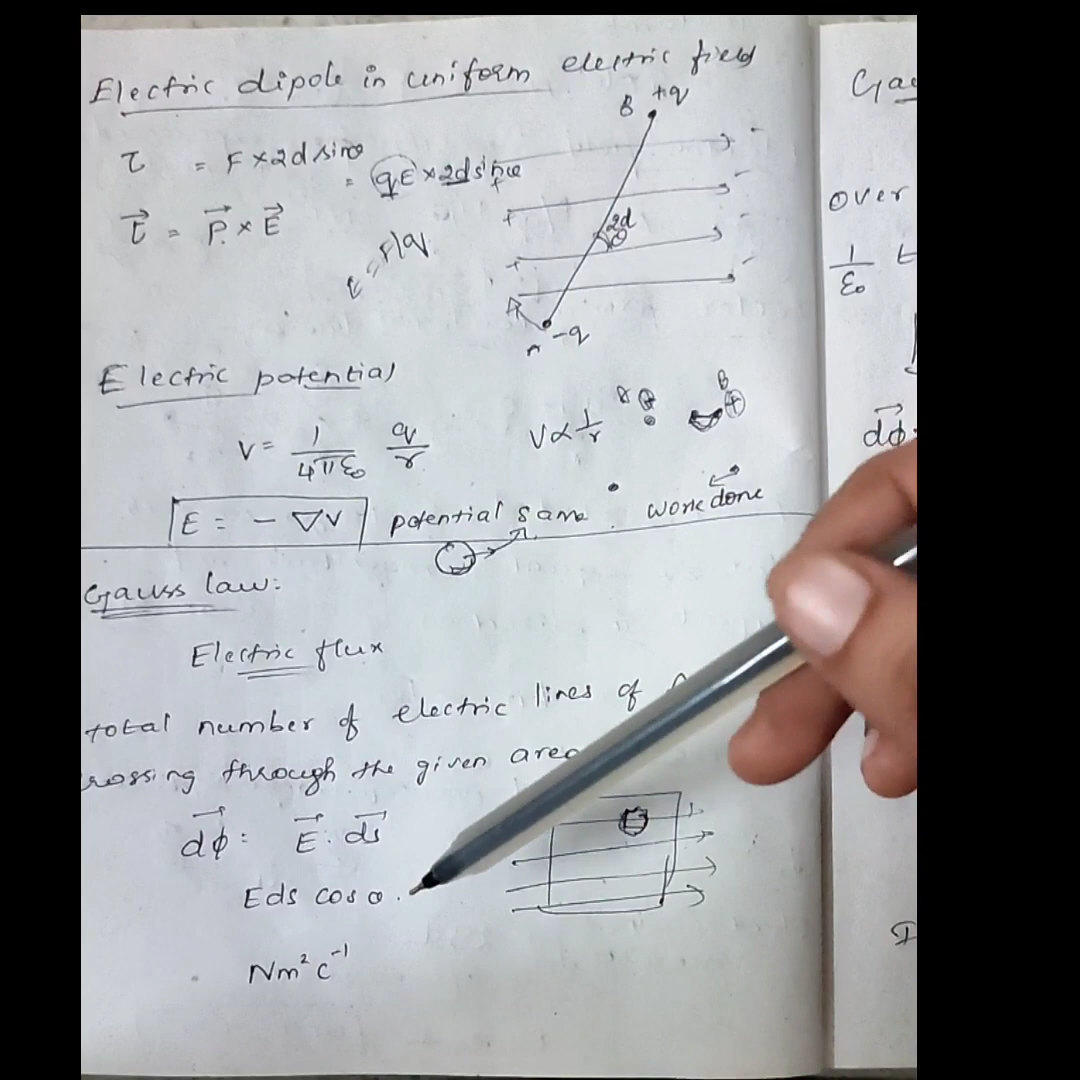 Electric dipole in uniform electric field
B +q
τ = F × 2d sinθ
= qE × 2d sinθ
τ⃗ = P⃗ × E⃗
2d
θ
E = F/q
-q
Electric potential
V = 1/4πε₀ q/r
V ∝ 1/r
B
+
E = - ∇V potential same. work done
Gauss law:
Electric flux
total number of electric lines of
rossing through the given area
dϕ⃗ = E⃗ . ds⃗
Eds cos θ.
Nm² C⁻¹
Gau
over
1/ε₀ t
dϕ⃗